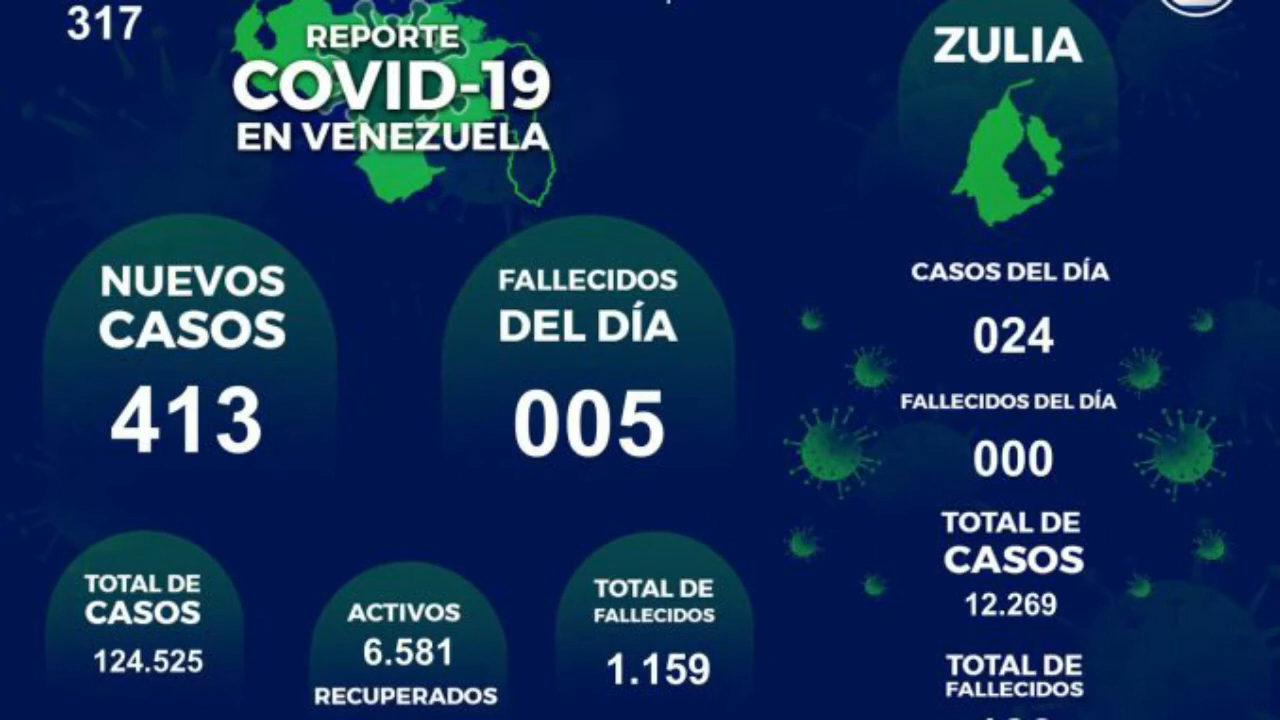 317
REPORTE
COVID-19
EN VENEZUELA
NUEVOS
CASOS
413
FALLECIDOS
DEL DÍA
005
TOTAL DE
CASOS
124.525
ACTIVOS
6.581
RECUPERADOS
TOTAL DE
FALLECIDOS
1.159
ZULIA
CASOS DEL DÍA
024
FALLECIDOS DEL DÍA
000
TOTAL DE
CASOS
12.269
TOTAL DE
FALLECIDOS